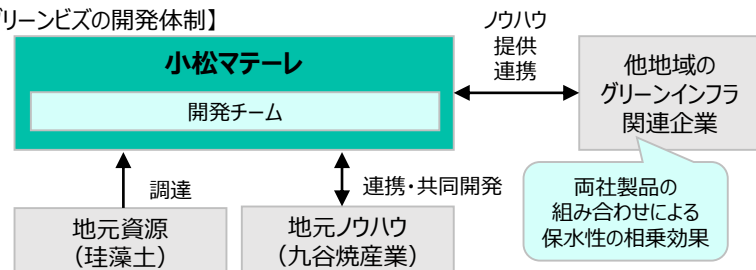 リーンビズの開発体制】
小松マテーレ
開発チーム
ノウハウ
提供
連携
他地域の
グリーンインフラ
関連企業
調達
連携・共同開発
地元資源
（珪藻土）
地元ノウハウ
（九谷焼産業）
両社製品の
組み合わせによる
保水性の相乗効果